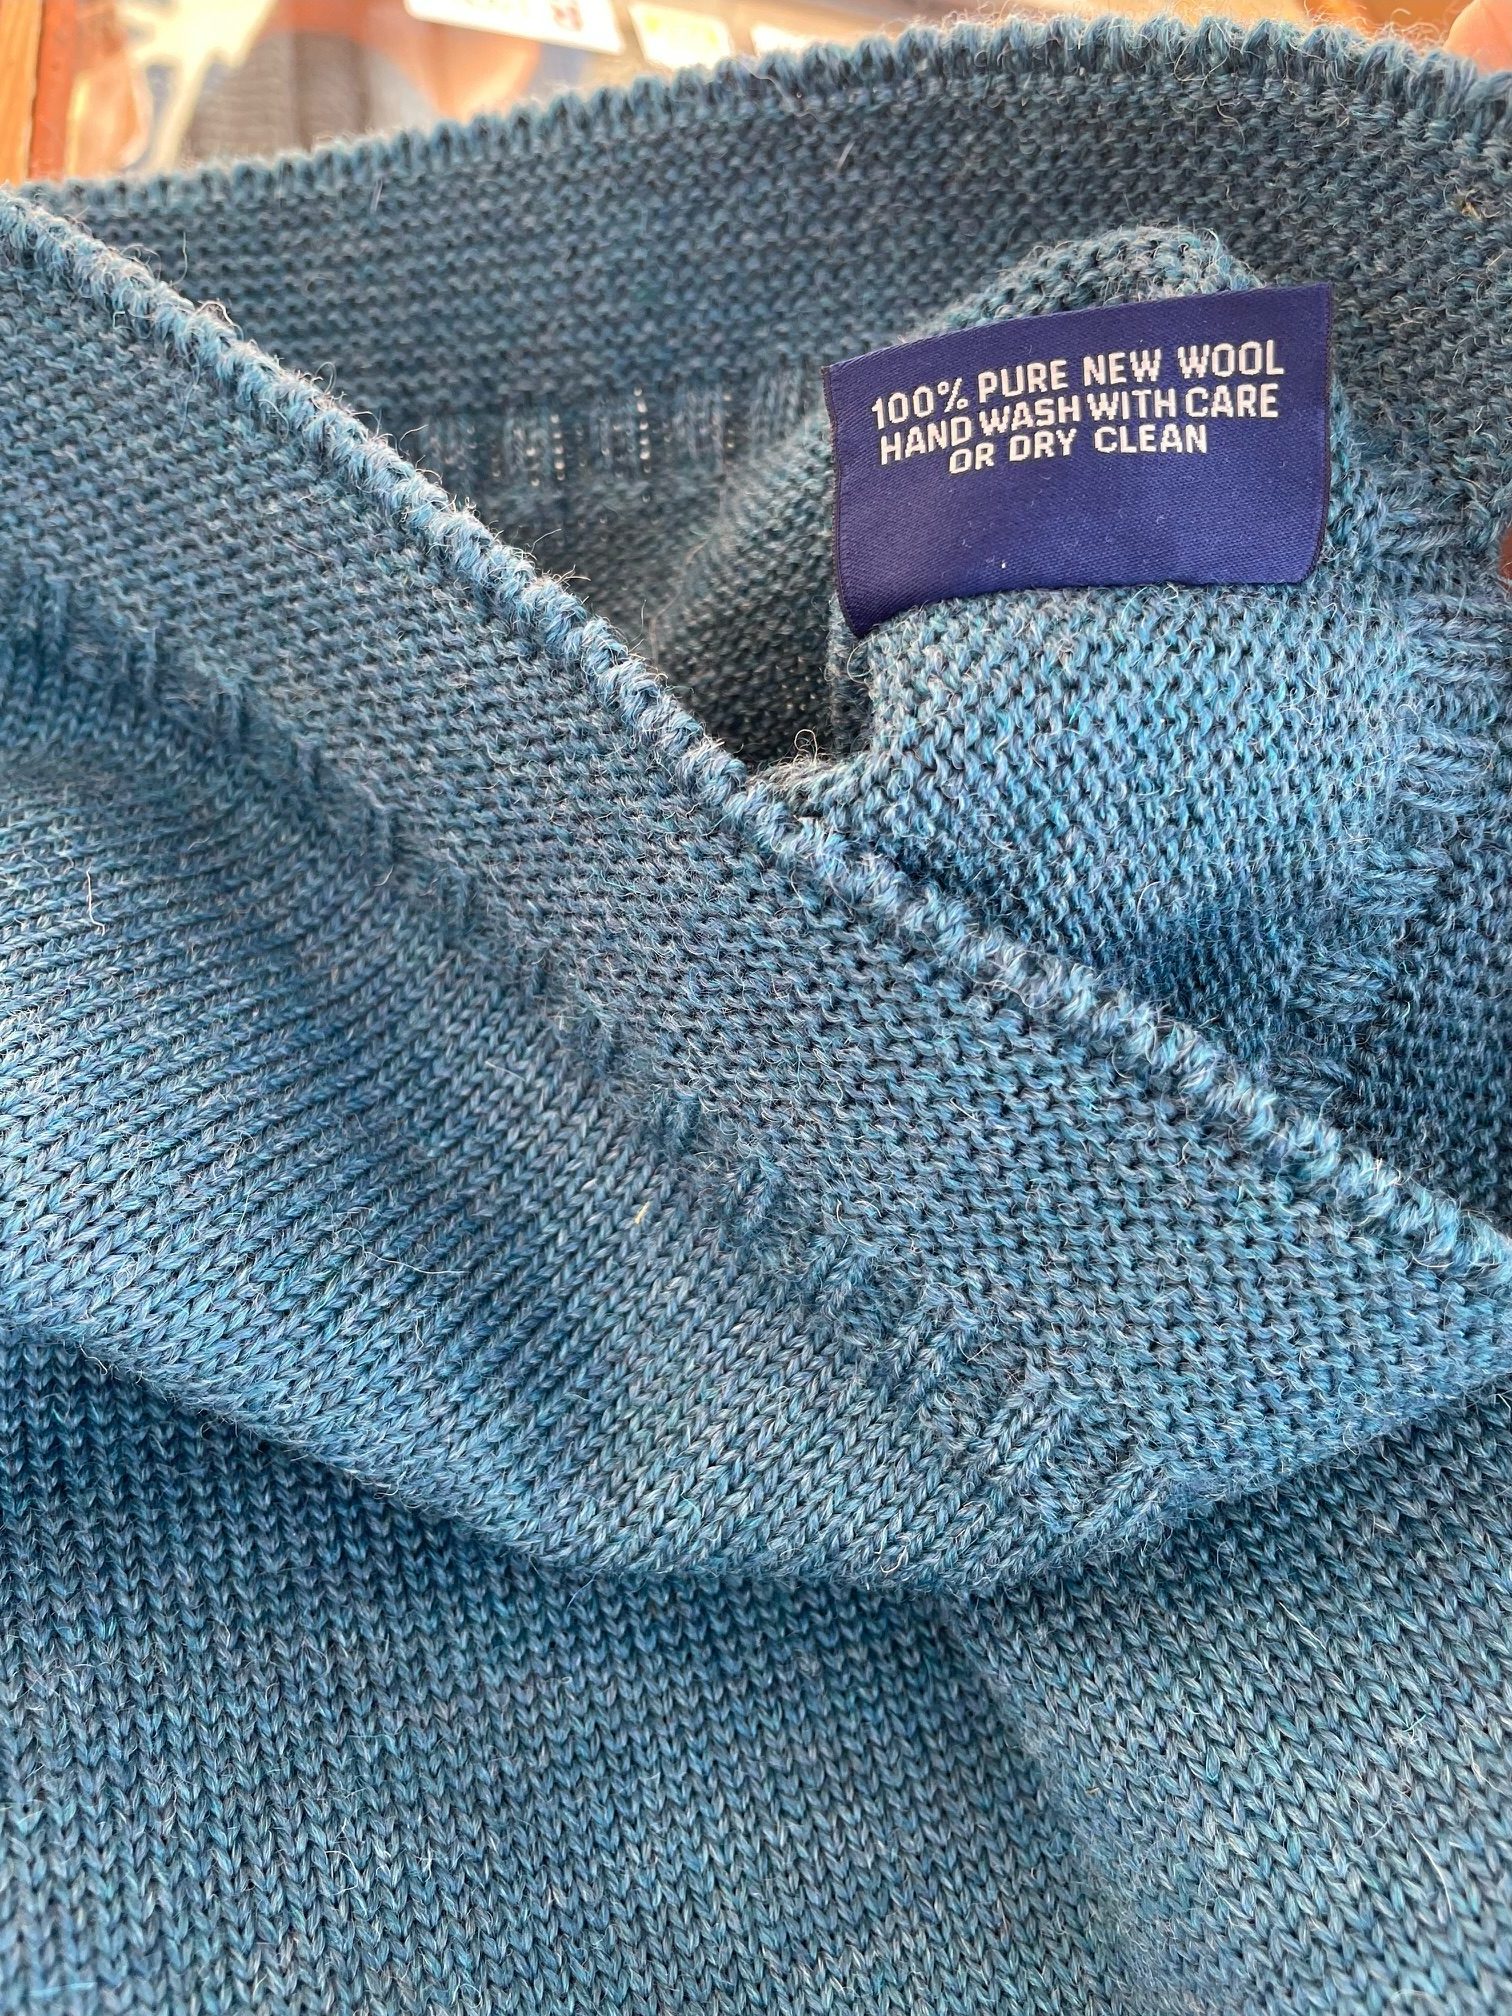 100% PURE NEW WOOL
HAND WASH WITH CARE
OR DRY CLEAN